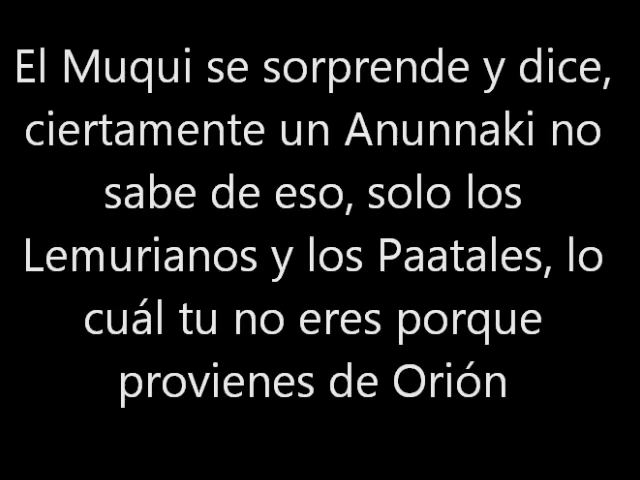 El Muqui se sorprende y dice,
ciertamente un Anunnaki no
sabe de eso, solo los
Lemurianos y los Paatales, lo
cuál tu no eres porque
provienes de Orión